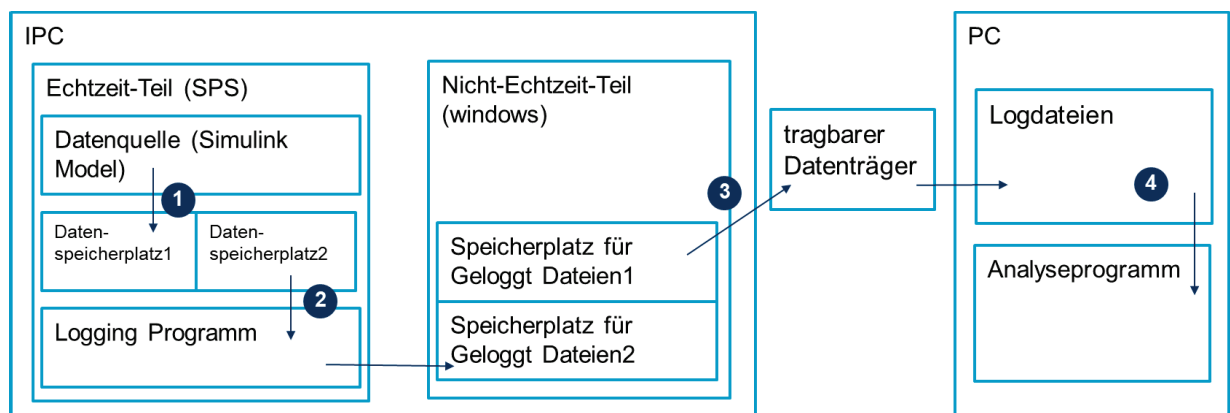 IPC
Echtzeit-Teil (SPS)
Datenquelle (Simulink
Model)
1
Daten-
speicherplatz1
Daten-
speicherplatz2
2
Logging Programm
Nicht-Echtzeit-Teil
(windows)
3
Speicherplatz für
Geloggt Dateien1
Speicherplatz für
Geloggt Dateien2
tragbarer
Datenträger
PC
Logdateien
4
Analyseprogramm